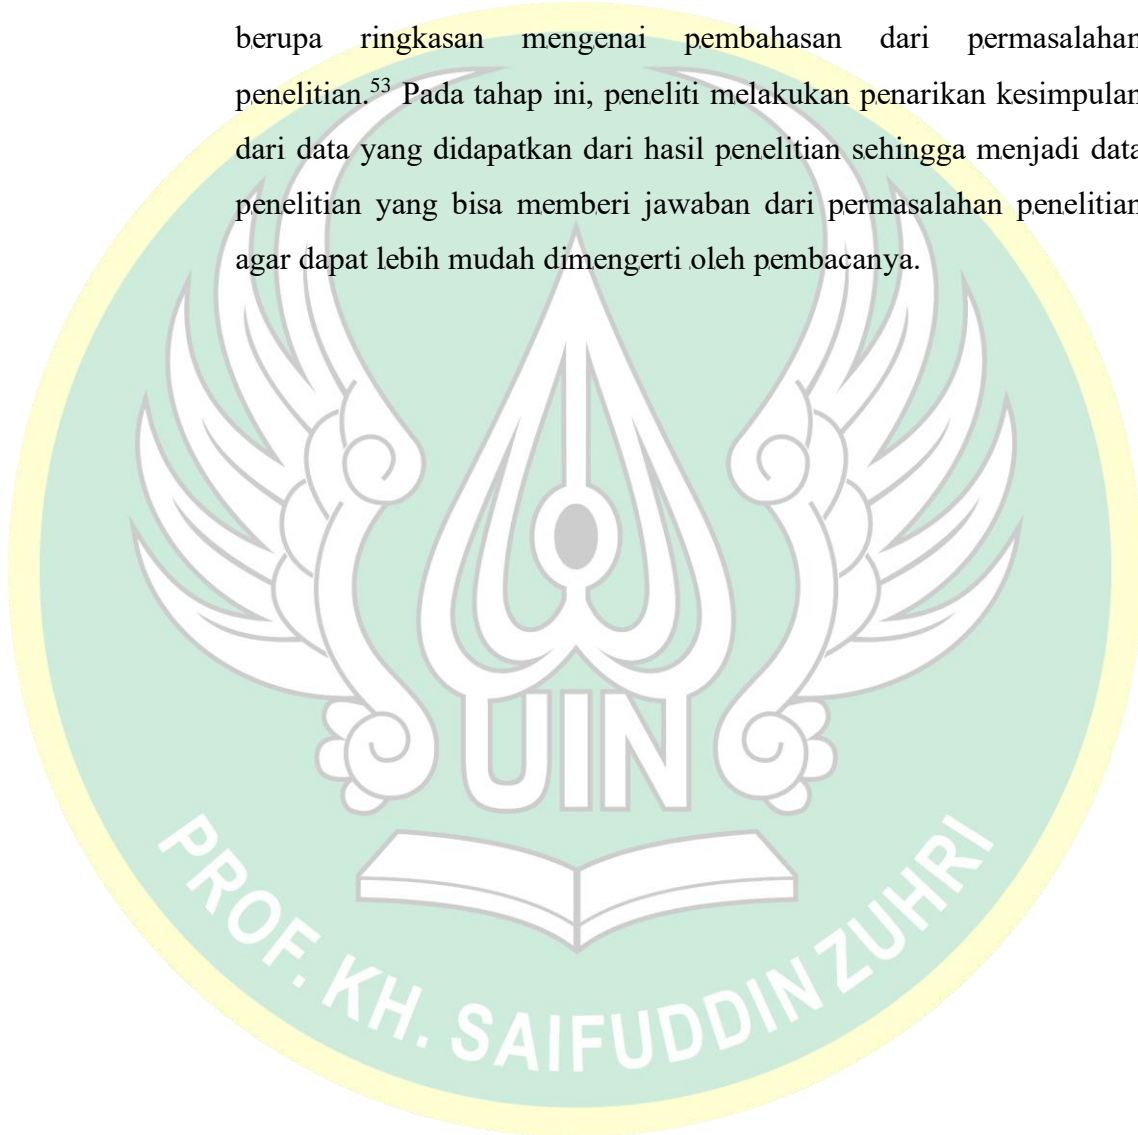 berupa ringkasan mengenai pembahasan dari permasalahan
penelitian.⁵³ Pada tahap ini, peneliti melakukan penarikan kesimpulan
dari data yang didapatkan dari hasil penelitian sehingga menjadi data
penelitian yang bisa memberi jawaban dari permasalahan penelitian
agar dapat lebih mudah dimengerti oleh pembacanya.
UIN
PROF. KH. SAIFUDDIN ZUHRI